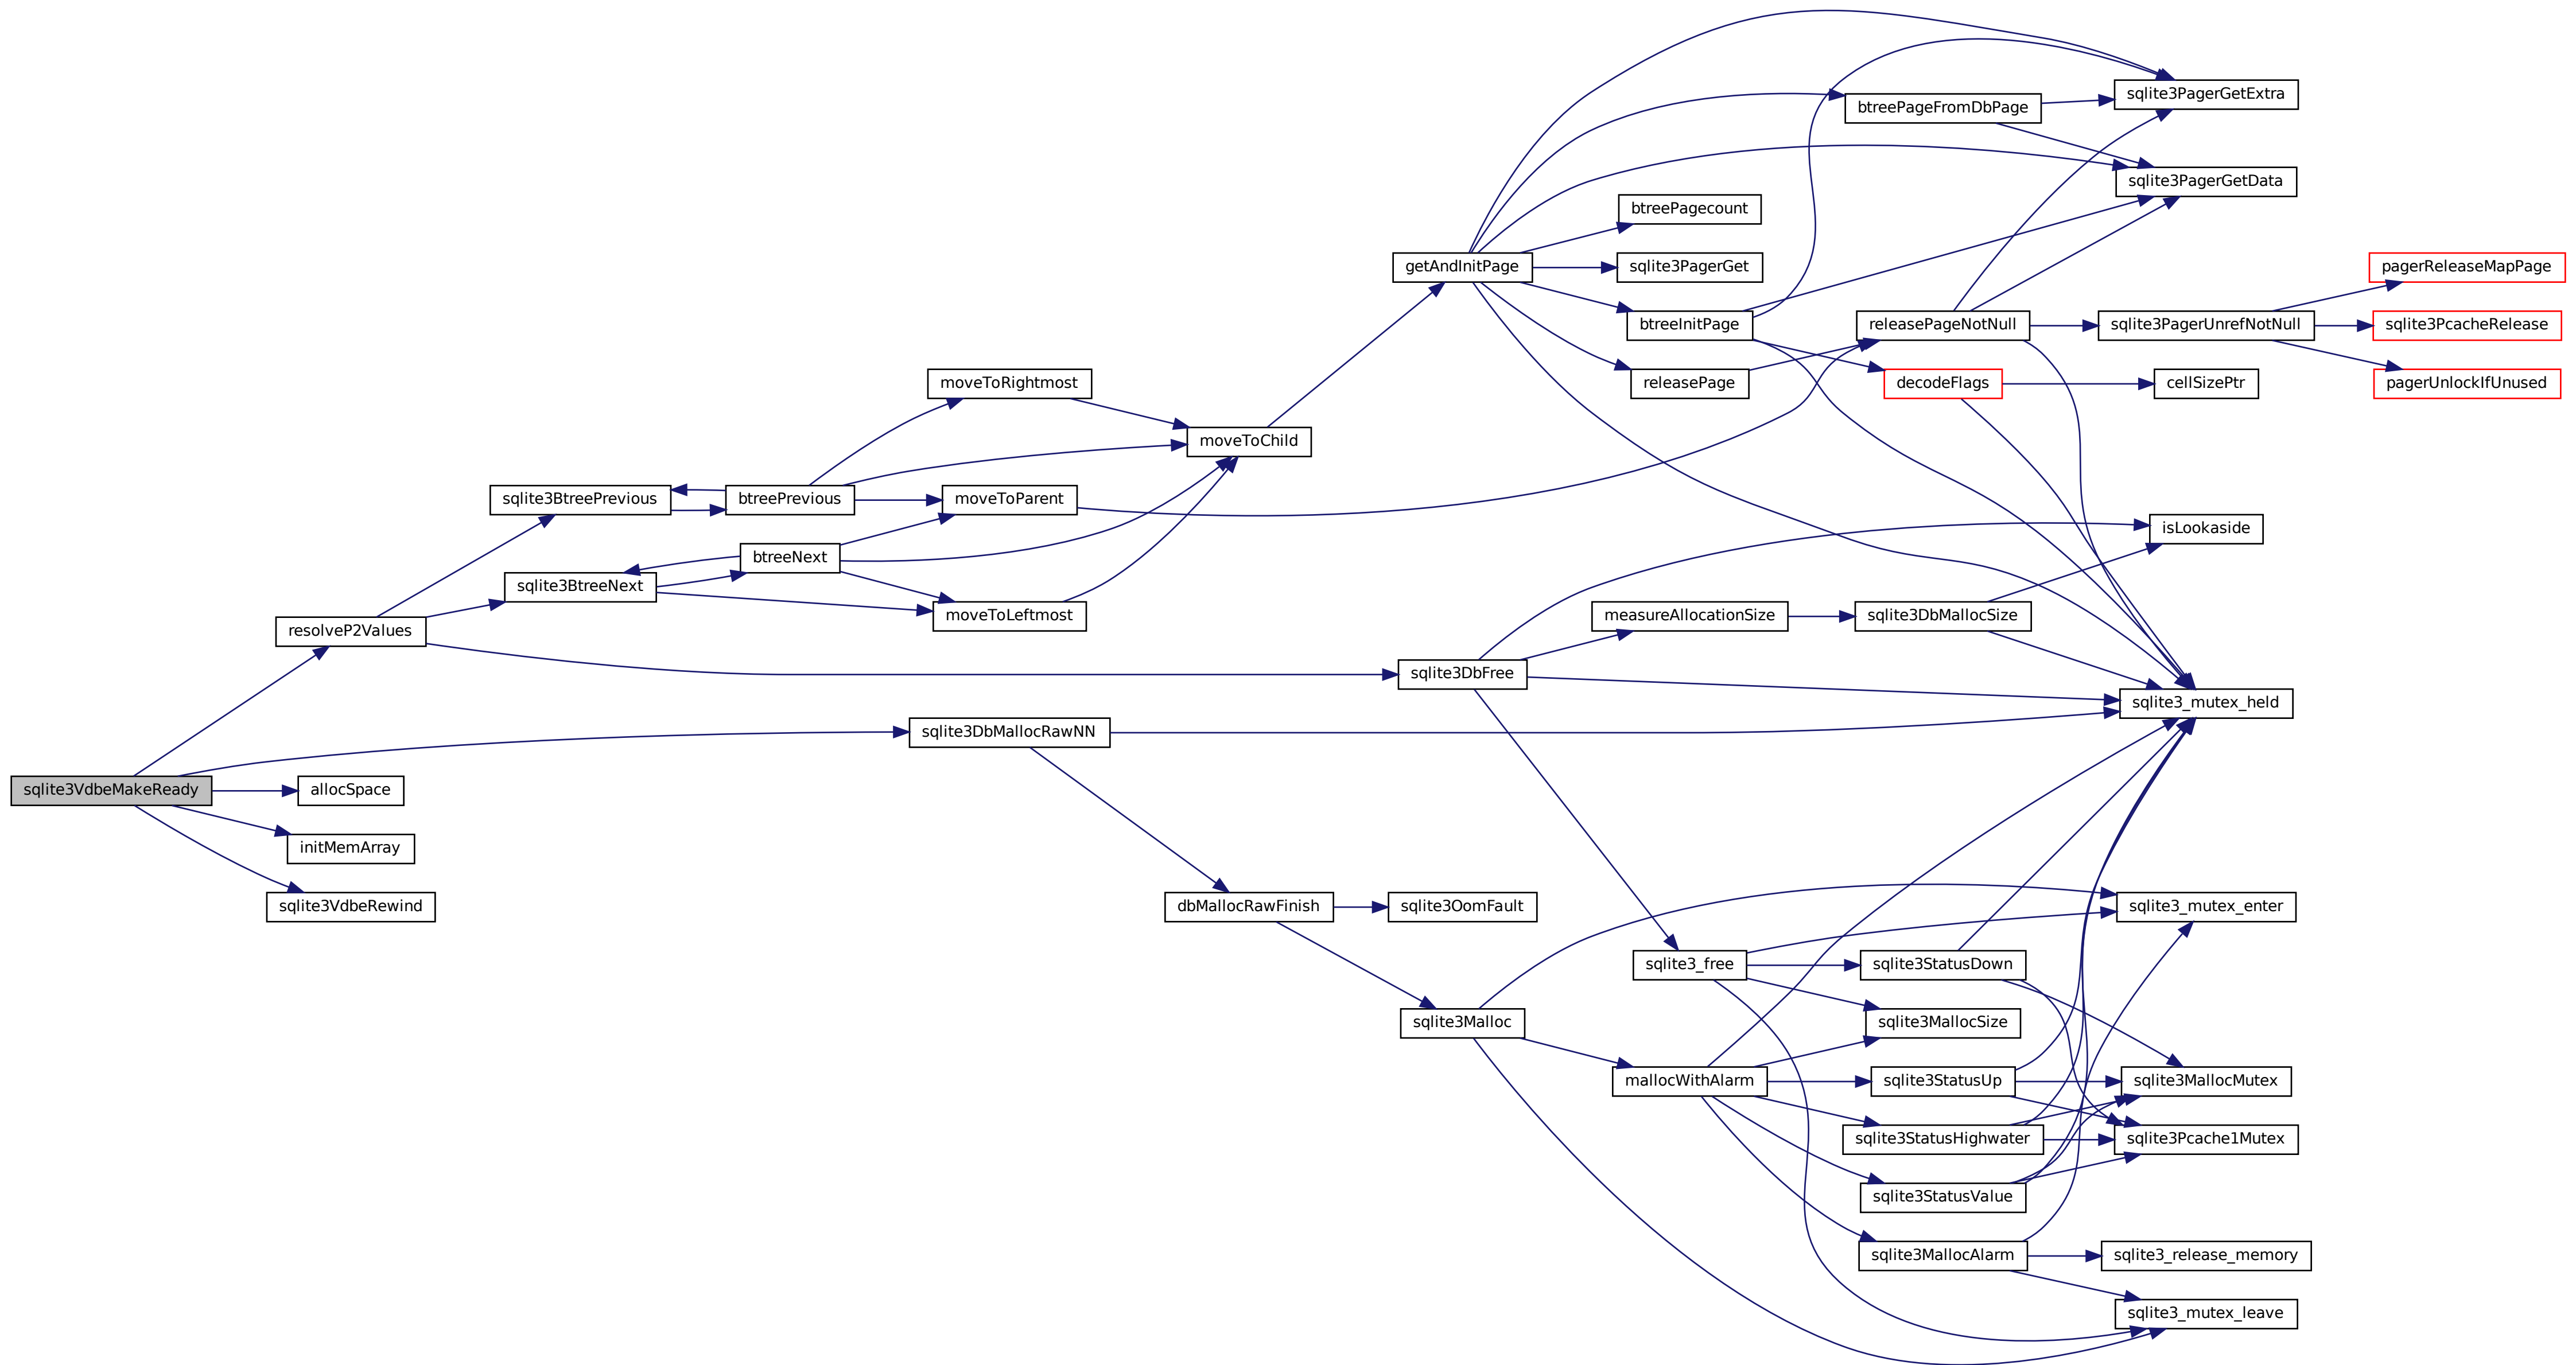 sqlite3VdbeMakeReady
resolveP2Values
allocSpace
initMemArray
sqlite3VdbeRewind
sqlite3BtreePrevious
sqlite3BtreeNext
btreePrevious
btreeNext
moveToRightmost
moveToParent
moveToLeftmost
sqlite3DbMallocRawNN
moveToChild
dbMallocRawFinish
getAndInitPage
sqlite3DbFree
sqlite3OomFault
sqlite3Malloc
btreePagecount
sqlite3PagerGet
btreeInitPage
releasePage
measureAllocationSize
sqlite3_free
mallocWithAlarm
btreePageFromDbPage
releasePageNotNull
decodeFlags
sqlite3DbMallocSize
sqlite3StatusDown
sqlite3MallocSize
sqlite3StatusUp
sqlite3StatusHighwater
sqlite3StatusValue
sqlite3MallocAlarm
sqlite3PagerGetExtra
sqlite3PagerGetData
sqlite3PagerUnrefNotNull
cellSizePtr
isLookaside
sqlite3_mutex_held
sqlite3_mutex_enter
sqlite3MallocMutex
sqlite3Pcache1Mutex
sqlite3_release_memory
sqlite3_mutex_leave
pagerReleaseMapPage
sqlite3PcacheRelease
pagerUnlockIfUnused